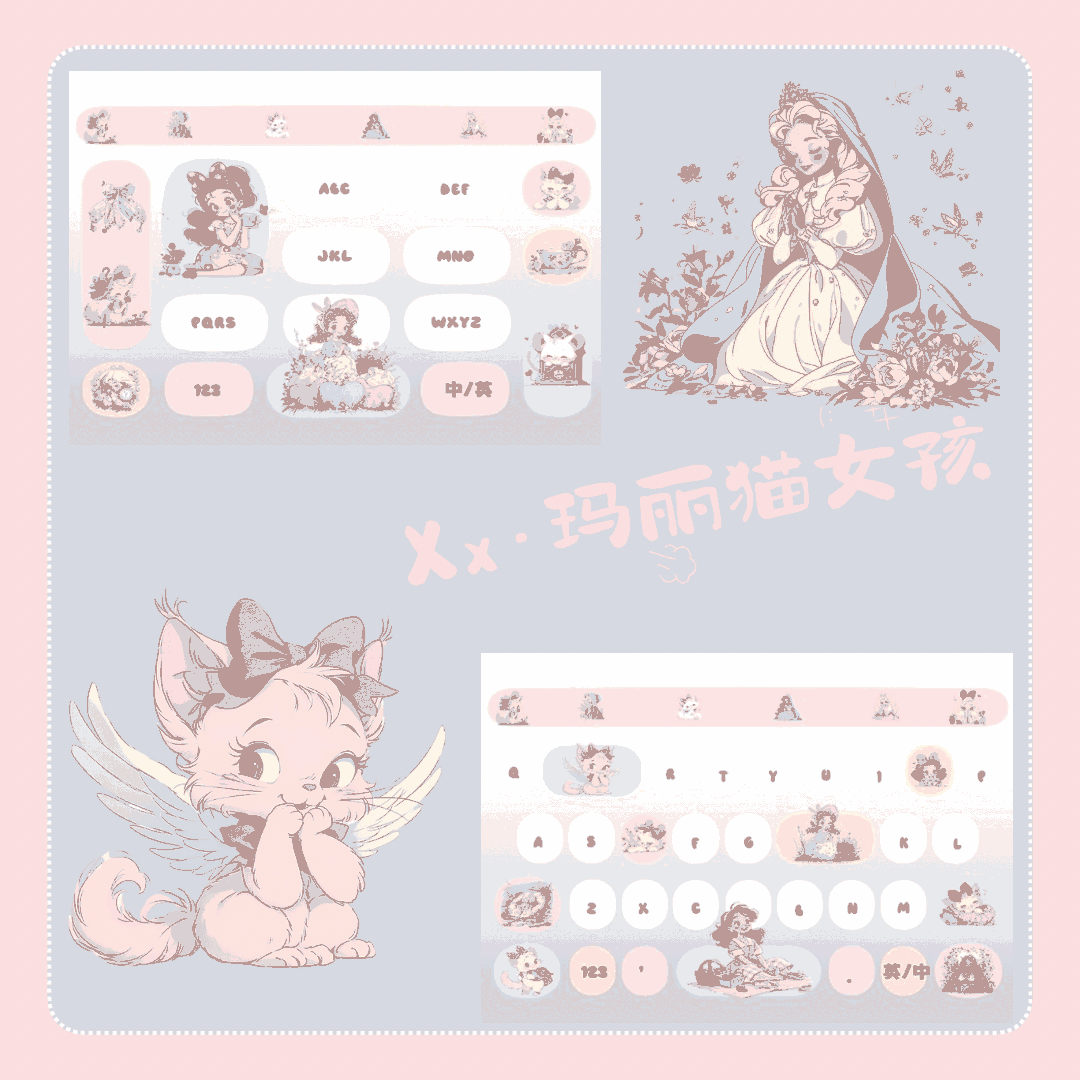 ABC DEF
JKL MNO
PQRS WXYZ
123 中/英
Xx·玛丽猫女孩
Q R T Y U I P
A S F G K L
Z X C B N M
123 ' . 英/中